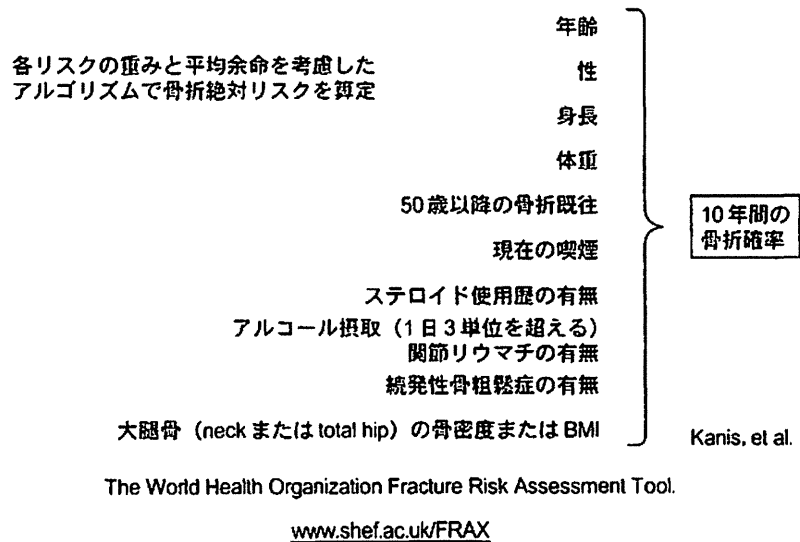 各リスクの重みと平均余命を考慮した
アルゴリズムで骨折絶対リスクを算定
年齢
性
身長
体重
50歳以降の骨折既往
現在の喫煙
ステロイド使用歴の有無
アルコール摂取（1日3単位を超える）
関節リウマチの有無
続発性骨粗鬆症の有無
大腿骨（neck または total hip）の骨密度または BMI
10年間の
骨折確率
Kanis, et al.
The World Health Organization Fracture Risk Assessment Tool.
www.shef.ac.uk/FRAX